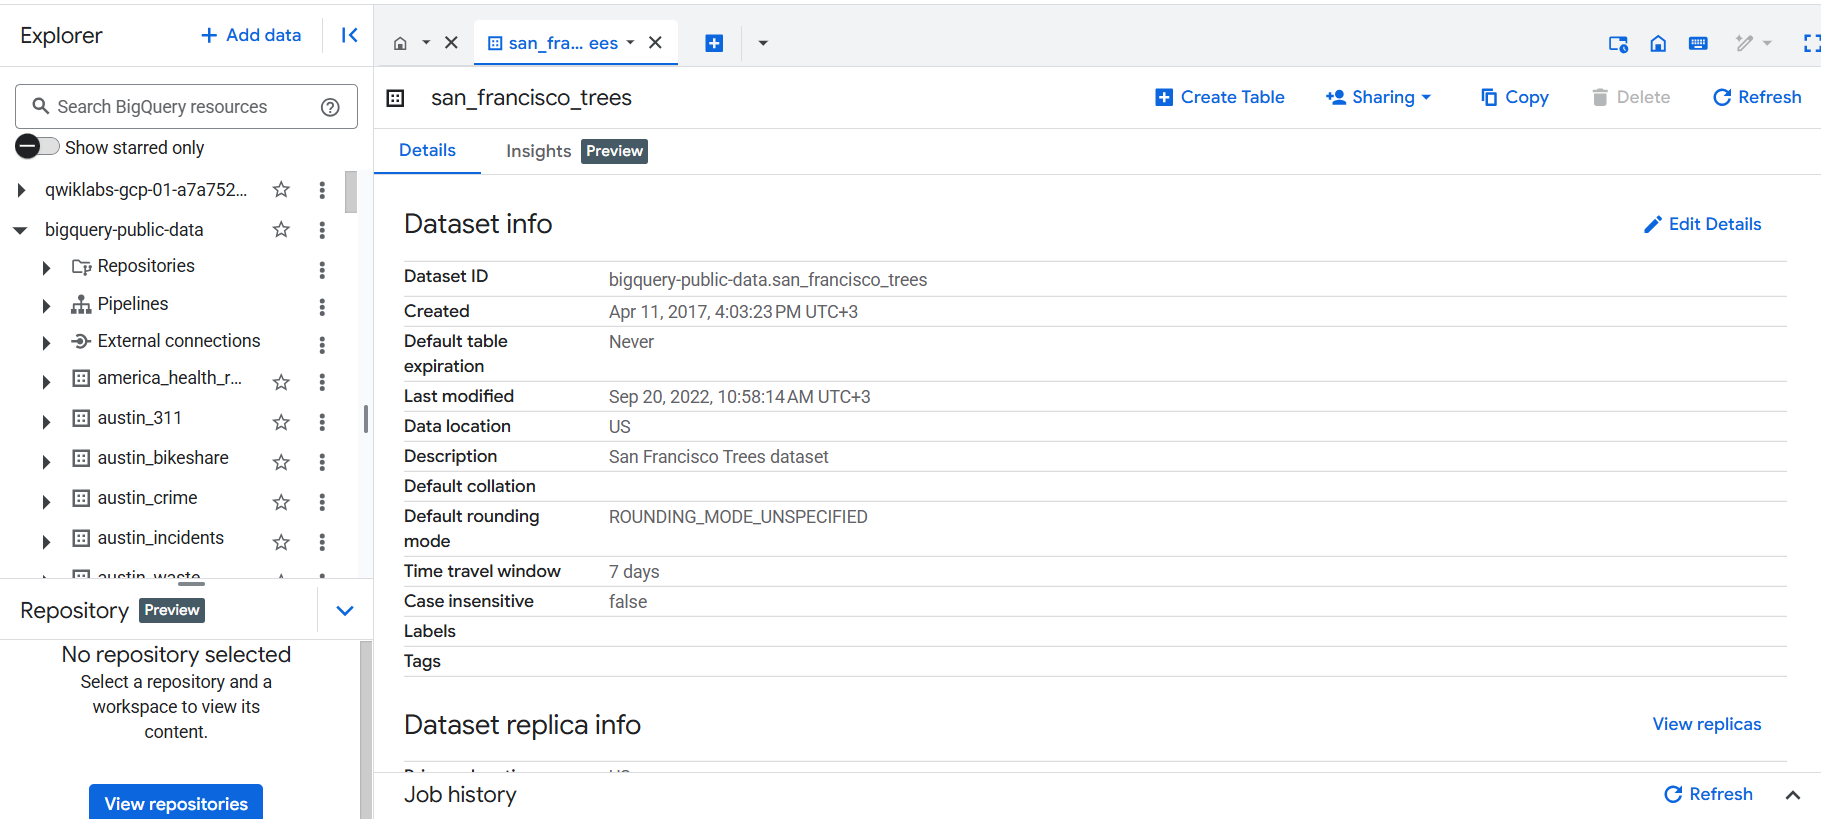 Explorer
Add data
Search BigQuery resources
Show starred only
qwiklabs-gcp-01-a7a752...
bigquery-public-data
Repositories
Pipelines
External connections
america_health_r...
austin_311
austin_bikeshare
austin_crime
austin_incidents
austin_waste
Repository Preview
No repository selected
Select a repository and a
workspace to view its
content.
View repositories
san_fra... ees
san_francisco_trees
Create Table Sharing Copy Delete Refresh
Details Insights Preview
Dataset info Edit Details
Dataset ID bigquery-public-data.san_francisco_trees
Created Apr 11, 2017, 4:03:23 PM UTC+3
Default table
expiration
Never
Last modified Sep 20, 2022, 10:58:14 AM UTC+3
Data location US
Description San Francisco Trees dataset
Default collation
Default rounding
mode
ROUNDING_MODE_UNSPECIFIED
Time travel window 7 days
Case insensitive false
Labels
Tags
Dataset replica info View replicas
Job history Refresh